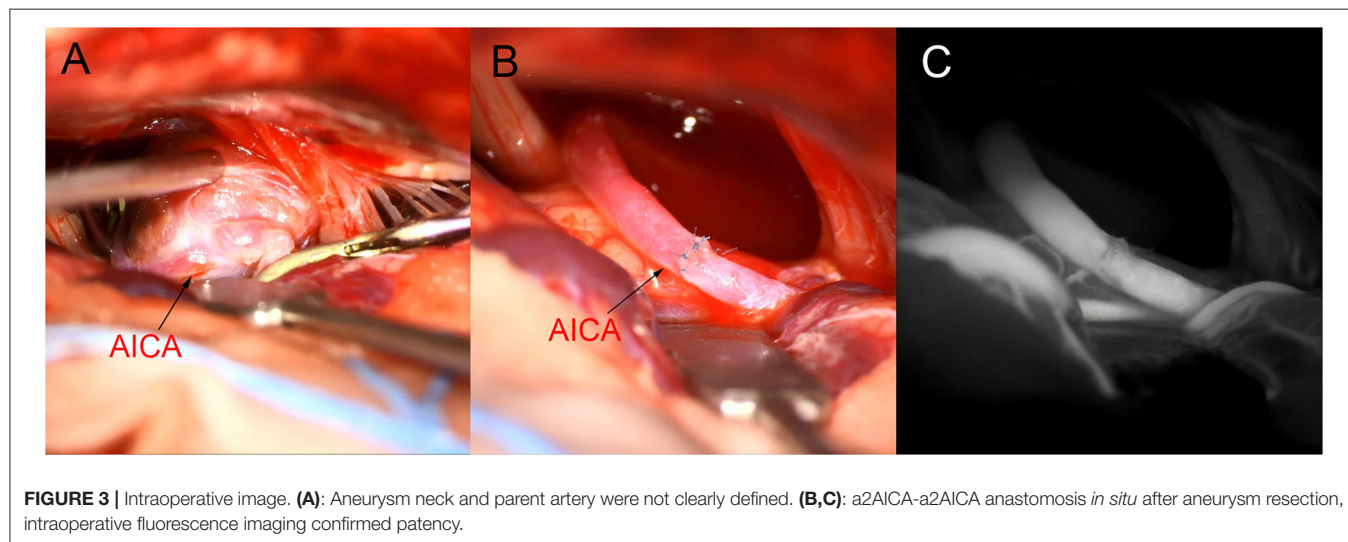 A
B
C
AICA
AICA
FIGURE 3 | Intraoperative image. (A): Aneurysm neck and parent artery were not clearly defined. (B,C): a2AICA-a2AICA anastomosis in situ after aneurysm resection,
intraoperative fluorescence imaging confirmed patency.